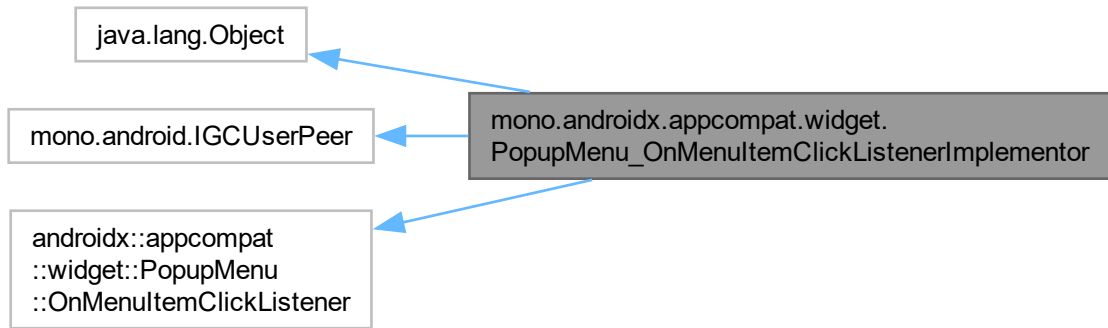 java.lang.Object
mono.android.IGCUserPeer
androidx::appcompat
::widget::PopupMenu
::OnMenuItemClickListener
mono.androidx.appcompat.widget.
PopupMenu_OnMenuItemClickListenerImplementor